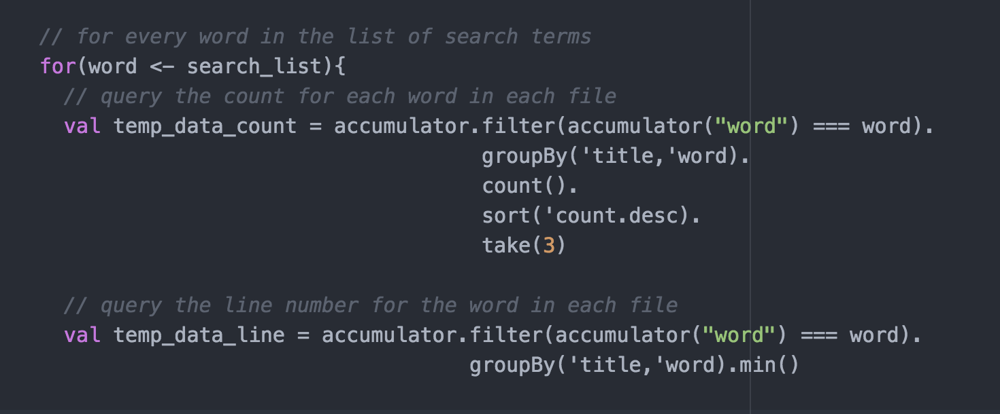 // for every word in the list of search terms
for(word <- search_list){
  // query the count for each word in each file
  val temp_data_count = accumulator.filter(accumulator("word") === word).
                                    groupBy('title,'word).
                                    count().
                                    sort('count.desc).
                                    take(3)

  // query the line number for the word in each file
  val temp_data_line = accumulator.filter(accumulator("word") === word).
                                   groupBy('title,'word).min()